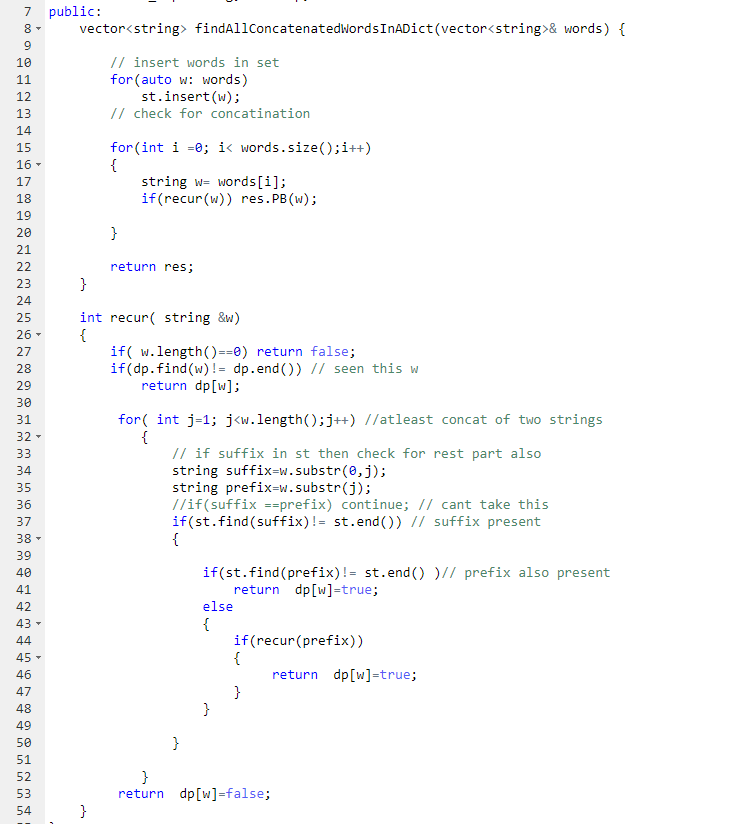 7 public:
8 vector<string> findAllConcatenatedWordsInADict(vector<string>& words) {
9
10 // insert words in set
11 for(auto w: words)
12 st.insert(w);
13 // check for concatination
14
15 for(int i =0; i< words.size();i++)
16 {
17 string w= words[i];
18 if(recur(w)) res.PB(w);
19
20 }
21
22 return res;
23 }
24
25 int recur( string &w)
26 {
27 if( w.length()==0) return false;
28 if(dp.find(w)!= dp.end()) // seen this w
29 return dp[w];
30
31 for( int j=1; j<w.length();j++) //atleast concat of two strings
32 {
33 // if suffix in st then check for rest part also
34 string suffix=w.substr(0,j);
35 string prefix=w.substr(j);
36 //if(suffix ==prefix) continue; // cant take this
37 if(st.find(suffix)!= st.end()) // suffix present
38 {
39
40 if(st.find(prefix)!= st.end() )// prefix also present
41 return dp[w]=true;
42 else
43 {
44 if(recur(prefix))
45 {
46 return dp[w]=true;
47 }
48 }
49
50 }
51
52 }
53 return dp[w]=false;
54 }